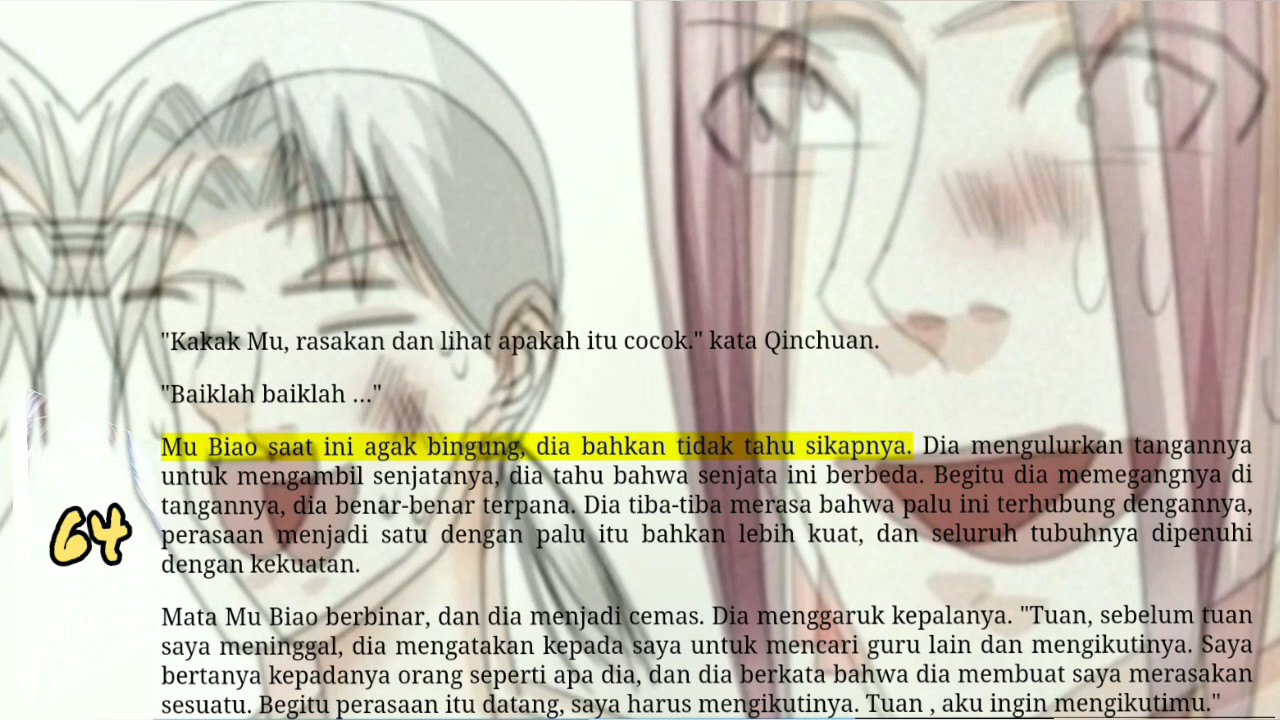 "Kakak Mu, rasakan dan lihat apakah itu cocok." kata Qinchuan.
"Baiklah baiklah ..."
Mu Biao saat ini agak bingung, dia bahkan tidak tahu sikapnya. Dia mengulurkan tangannya
untuk mengambil senjatanya, dia tahu bahwa senjata ini berbeda. Begitu dia memegangnya di
tangannya, dia benar-benar terpana. Dia tiba-tiba merasa bahwa palu ini terhubung dengannya,
perasaan menjadi satu dengan palu itu bahkan lebih kuat, dan seluruh tubuhnya dipenuhi
64
dengan kekuatan.
Mata Mu Biao berbinar, dan dia menjadi cemas. Dia menggaruk kepalanya. "Tuan, sebelum tuan
saya meninggal, dia mengatakan kepada saya untuk mencari guru lain dan mengikutinya. Saya
bertanya kepadanya orang seperti apa dia, dan dia berkata bahwa dia membuat saya merasakan
sesuatu. Begitu perasaan itu datang, saya harus mengikutinya. Tuan , aku ingin mengikutimu."